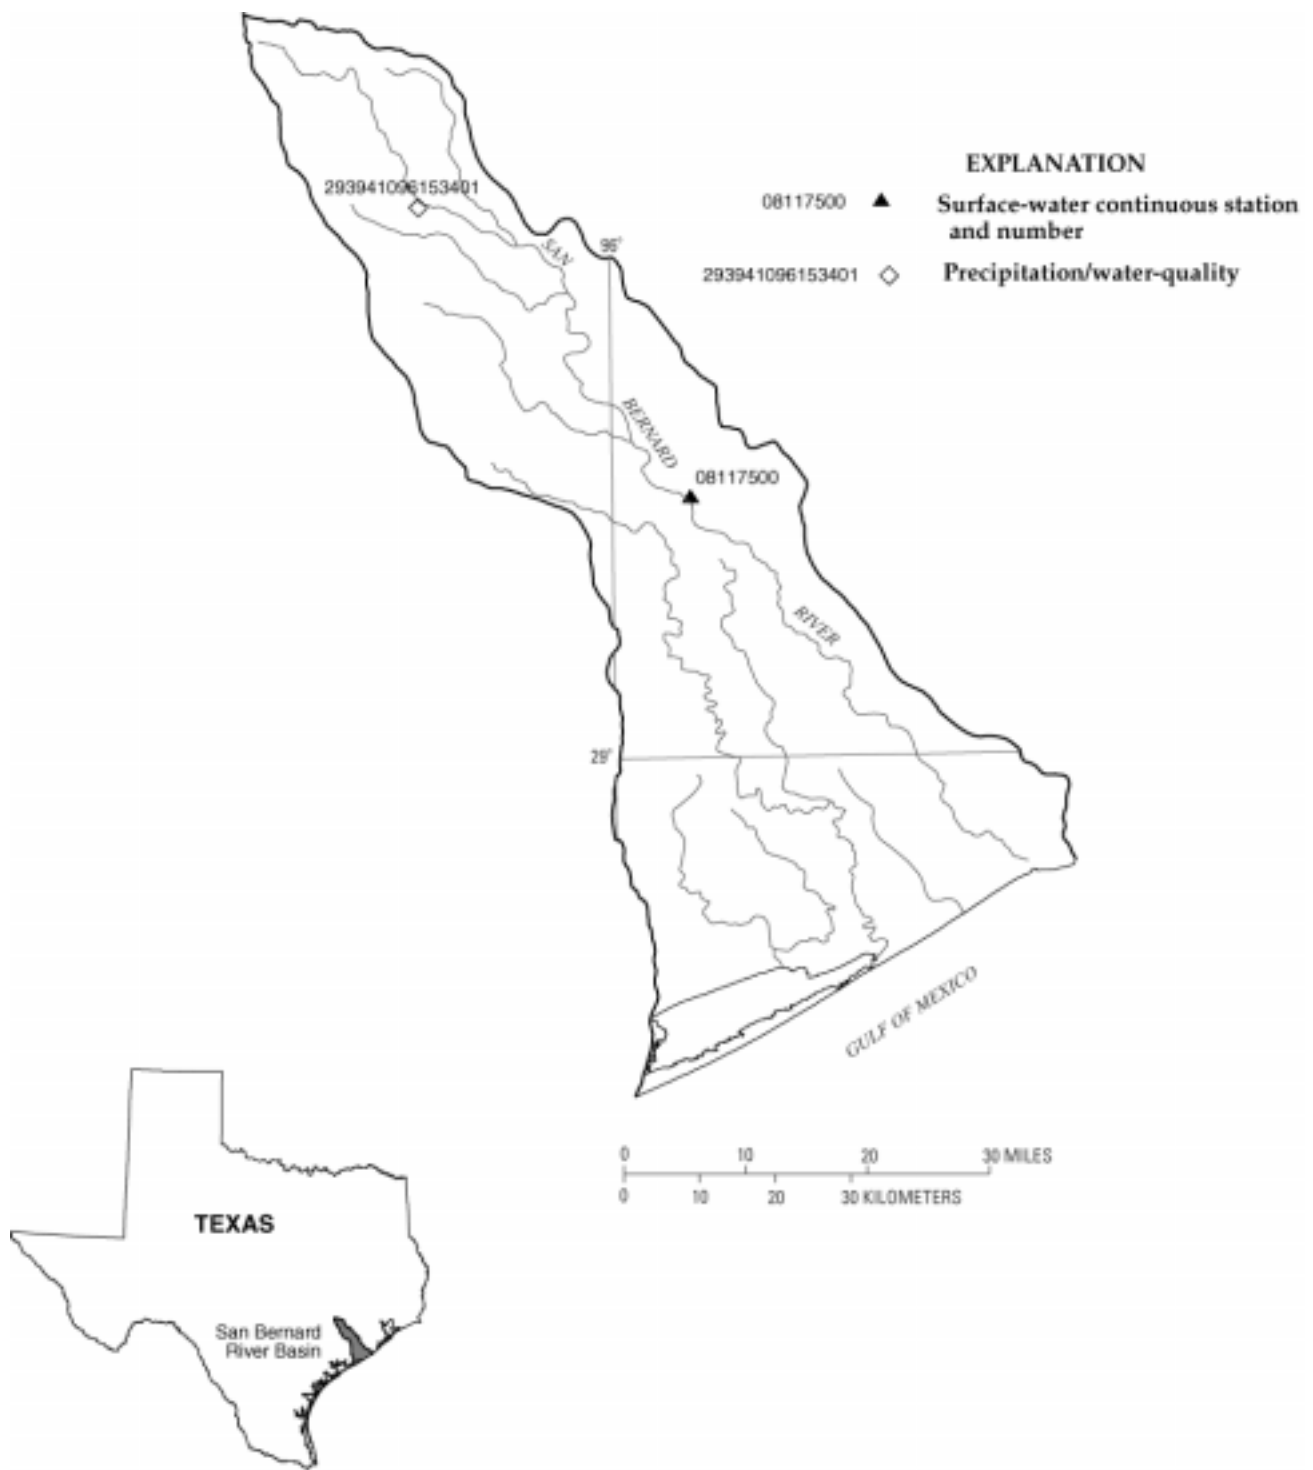 EXPLANATION
08117500 Surface-water continuous station
and number
293941096153401 Precipitation/water-quality
293941096153401
SAN
96°
BERNARD
08117500
RIVER
29°
GULF OF MEXICO
0 10 20 30 MILES
0 10 20 30 KILOMETERS
TEXAS
San Bernard
River Basin